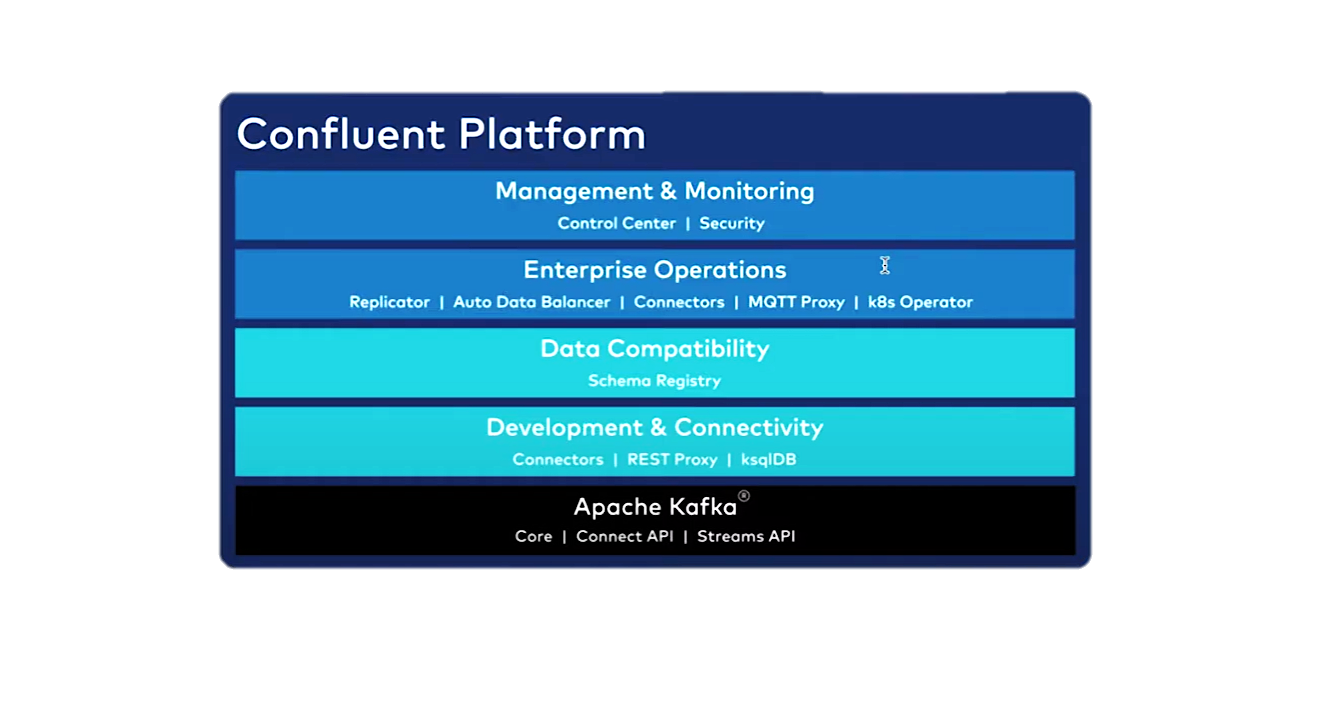 Confluent Platform
Management & Monitoring
Control Center | Security
Enterprise Operations
Replicator | Auto Data Balancer | Connectors | MQTT Proxy | k8s Operator
Data Compatibility
Schema Registry
Development & Connectivity
Connectors | REST Proxy | ksqlDB
Apache Kafka®
Core | Connect API | Streams API